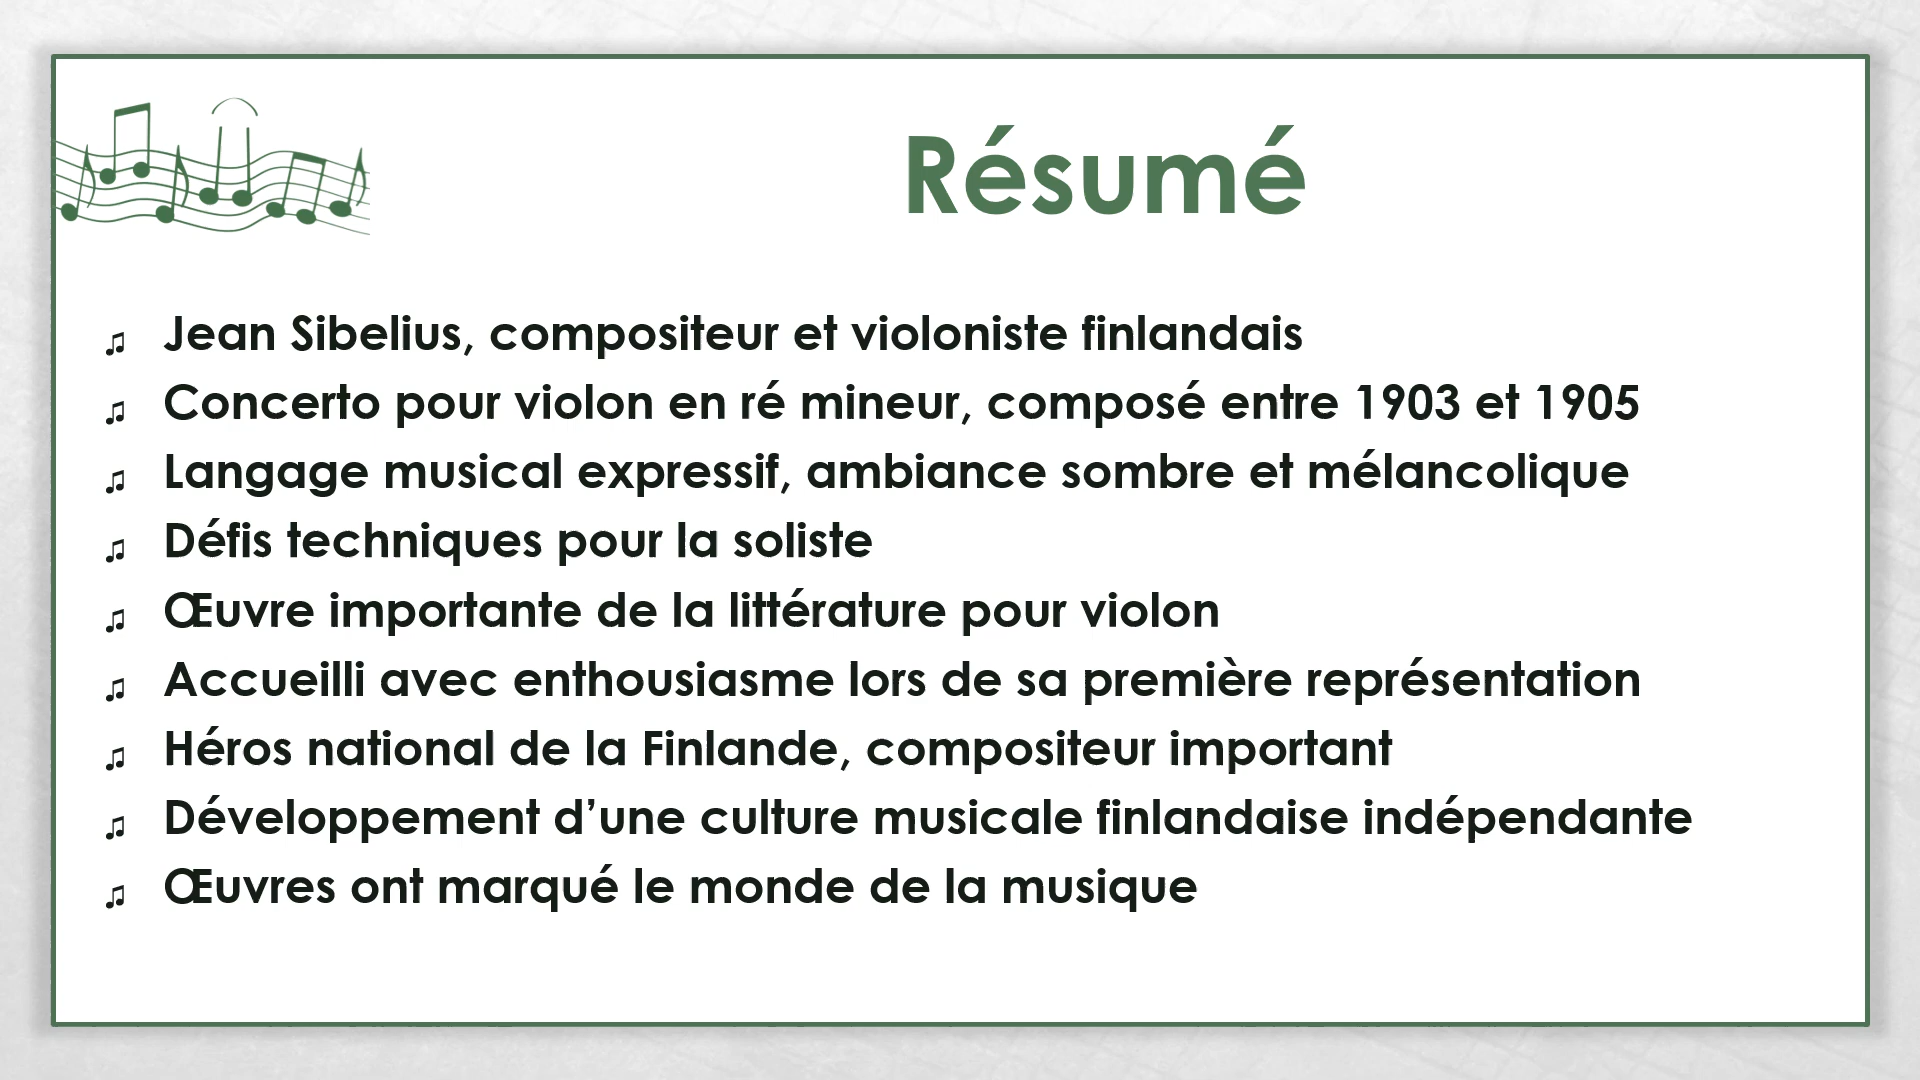 Résumé
♫ Jean Sibelius, compositeur et violoniste finlandais
♫ Concerto pour violon en ré mineur, composé entre 1903 et 1905
♫ Langage musical expressif, ambiance sombre et mélancolique
♫ Défis techniques pour la soliste
♫ Œuvre importante de la littérature pour violon
♫ Accueilli avec enthousiasme lors de sa première représentation
♫ Héros national de la Finlande, compositeur important
♫ Développement d’une culture musicale finlandaise indépendante
♫ Œuvres ont marqué le monde de la musique